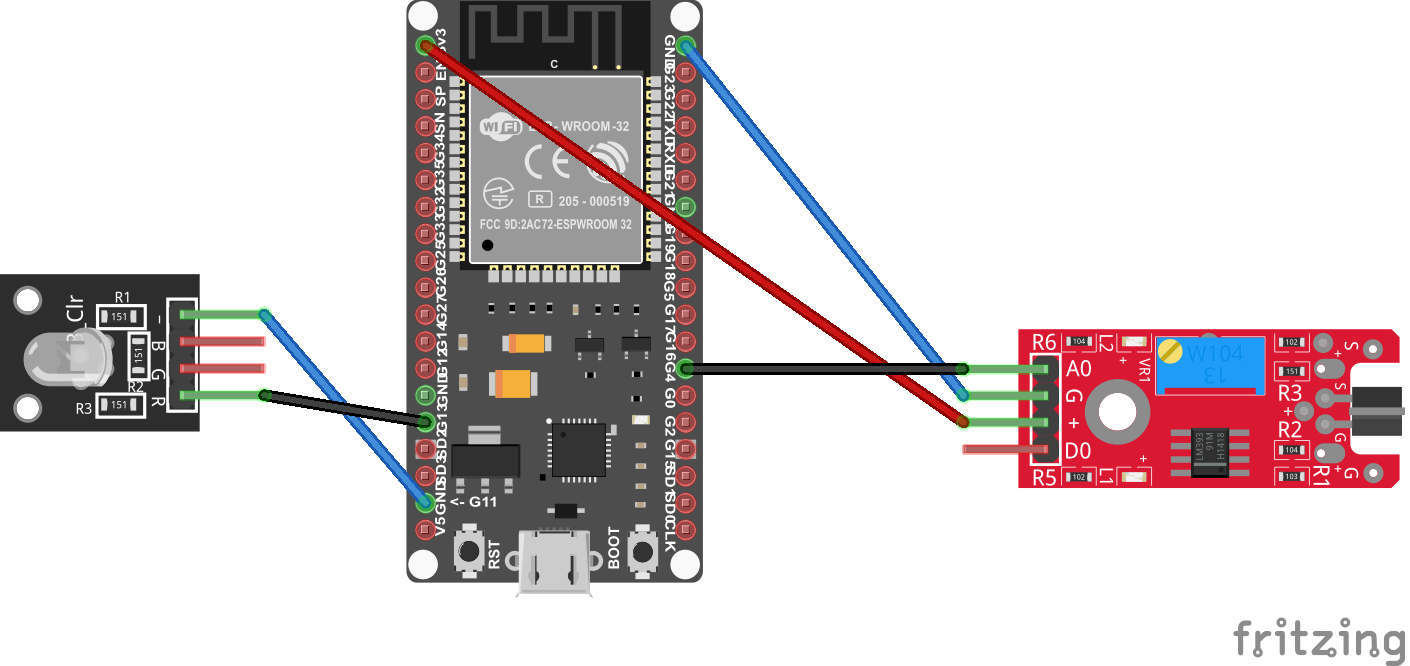 Clr
R1
151
151
R2
R3
151
-
B
G
R
3v3
EN
SP
SN
G34
G35
G32
G33
G25
G26
G27
G14
G12
GND
G13
SD2
SD3
GND
V5
<- G11
C
WiFi
WROOM-32
CE
R
205 - 000519
FCC 9D:2AC72-ESPWROOM 32
RST
BOOT
GND
G23
G22
TXD
RXD
G21
G19
G18
G5
G17
G16
G4
G0
G2
G15
SD1
SD0
CLK
R6
104
L2
+
VR1
W104
13
102
151
S
+
A0
G
+
D0
R3
S
+
R2
G
104
LM393
91M
H1418
R5
102
L1
+
103
R1
+
G
fritzing